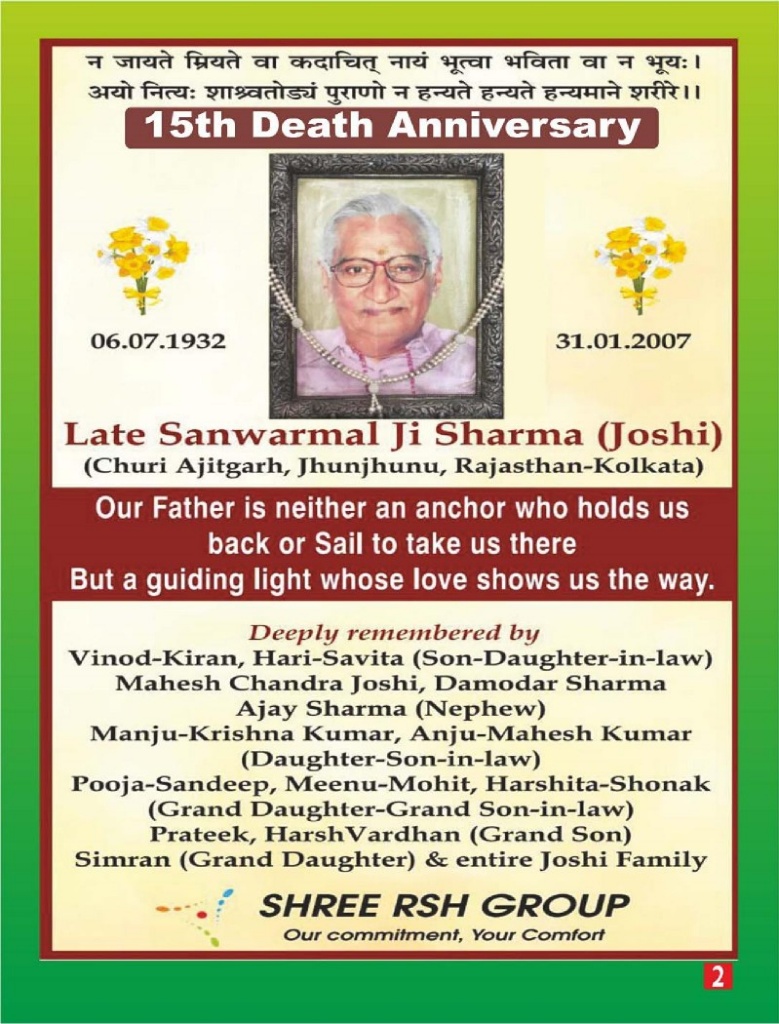 न जायते म्रियते वा कदाचित् नायं भूत्वा भविता वा न भूयः।
अयो नित्यः शाश्र्वतोड्यं पुराणो न हन्यते हन्यते हन्यमाने शरीरे।।
15th Death Anniversary
06.07.1932
31.01.2007
Late Sanwarmal Ji Sharma (Joshi)
(Churi Ajitgarh, Jhunjhunu, Rajasthan-Kolkata)
Our Father is neither an anchor who holds us
back or Sail to take us there
But a guiding light whose love shows us the way.
Deeply remembered by
Vinod-Kiran, Hari-Savita (Son-Daughter-in-law)
Mahesh Chandra Joshi, Damodar Sharma
Ajay Sharma (Nephew)
Manju-Krishna Kumar, Anju-Mahesh Kumar
(Daughter-Son-in-law)
Pooja-Sandeep, Meenu-Mohit, Harshita-Shonak
(Grand Daughter-Grand Son-in-law)
Prateek, HarshVardhan (Grand Son)
Simran (Grand Daughter) & entire Joshi Family
SHREE RSH GROUP
Our commitment, Your Comfort
2